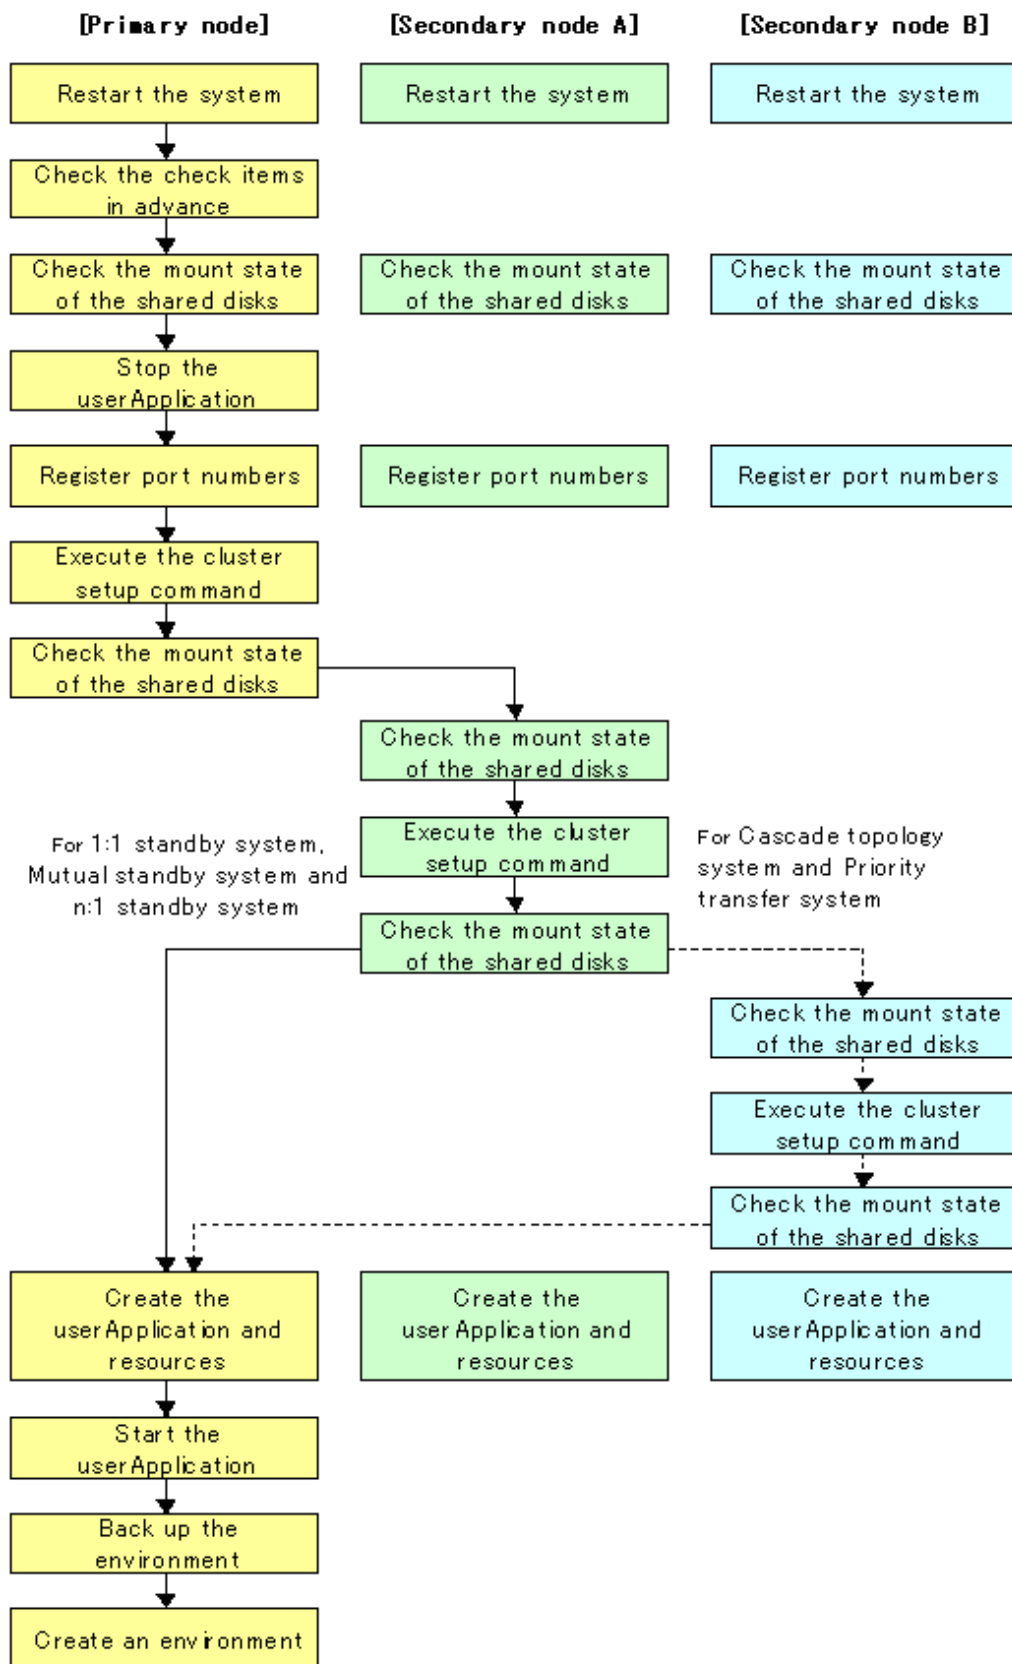 [Primary node]
[Secondary node A]
[Secondary node B]
Restart the system
Restart the system
Restart the system
Check the check items
in advance
Check the mount state
of the shared disks
Check the mount state
of the shared disks
Check the mount state
of the shared disks
Stop the
userApplication
Register port numbers
Register port numbers
Register port numbers
Execute the cluster
setup command
Check the mount state
of the shared disks
Check the mount state
of the shared disks
For 1:1 standby system,
Mutual standby system and
n:1 standby system
Execute the cluster
setup command
For Cascade topology
system and Priority
transfer system
Check the mount state
of the shared disks
Check the mount state
of the shared disks
Execute the cluster
setup command
Check the mount state
of the shared disks
Create the
userApplication and
resources
Create the
userApplication and
resources
Create the
userApplication and
resources
Start the
userApplication
Back up the
environment
Create an environment